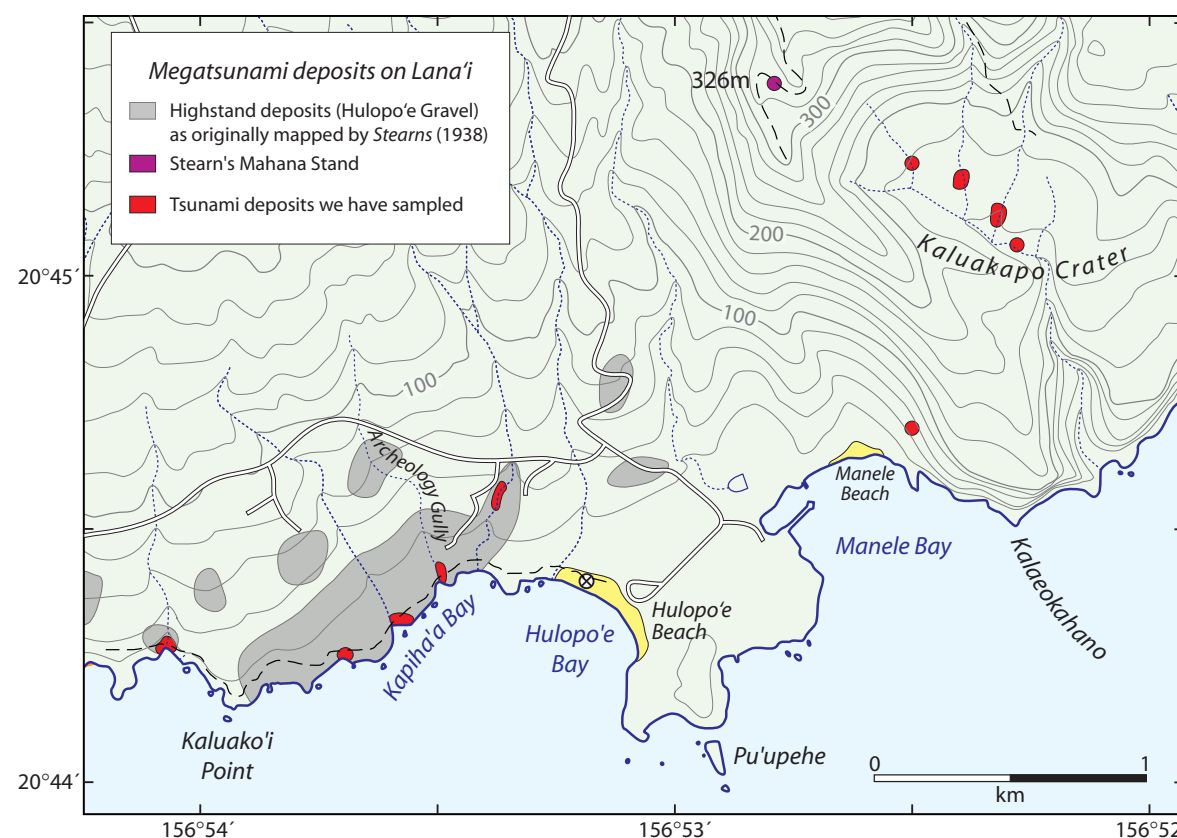 Megatsunami deposits on Lana‘i
Highstand deposits (Hulopo‘e Gravel)
as originally mapped by Stearns (1938)
Stearn's Mahana Stand
Tsunami deposits we have sampled
326m
300
200
100
100
Kaluakapo Crater
20°45´
Archeology Gully
Manele
Beach
Manele Bay
Kalaeokahano
Hulopo‘e
Beach
Hulopo'e
Bay
Kapiha'a Bay
Kaluako'i
Point
Pu'upehe
20°44´
0
1
km
156°54´
156°53´
156°52